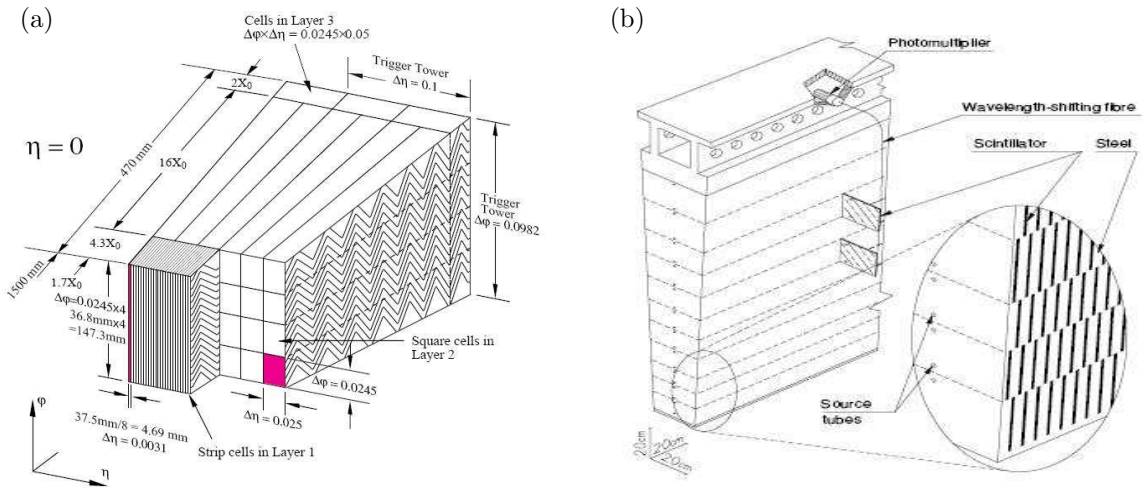 (a)
Cells in Layer 3
Δφ×Δη = 0.0245×0.05
Trigger Tower
Δη = 0.1
2X₀
η = 0
470 mm
16X₀
Trigger
Tower
Δφ = 0.0982
4.3X₀
1500 mm
1.7X₀
Δφ=0.0245x4
36.8mmx4
=147.3mm
Square cells in
Layer 2
Δφ = 0.0245
Δη = 0.025
37.5mm/8 = 4.69 mm
Δη = 0.0031
Strip cells in Layer 1
φ
η
(b)
Photomultiplier
Wavelength-shifting fibre
Scintillator
Steel
Source
tubes
20cm
20cm
20cm